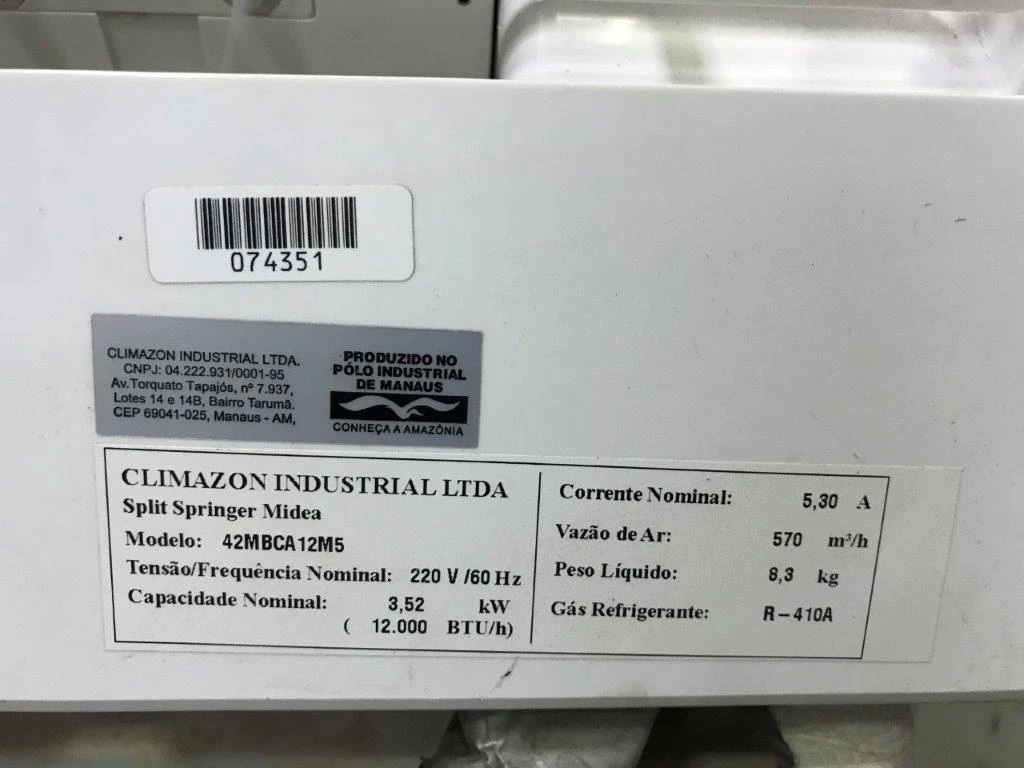 074351
CLIMAZON INDUSTRIAL LTDA.
CNPJ: 04.222.931/0001-95
Av.Torquato Tapajós, nº 7.937,
Lotes 14 e 14B, Bairro Tarumã.
CEP 69041-025, Manaus - AM,
PRODUZIDO NO
PÓLO INDUSTRIAL
DE MANAUS
CONHEÇA A AMAZÔNIA
CLIMAZON INDUSTRIAL LTDA
Split Springer Midea
Modelo: 42MBCA12M5
Tensão/Frequência Nominal: 220 V /60 Hz
Capacidade Nominal: 3,52 kW
( 12.000 BTU/h)
Corrente Nominal: 5,30 A
Vazão de Ar: 570 m³/h
Peso Líquido: 8,3 kg
Gás Refrigerante: R-410A